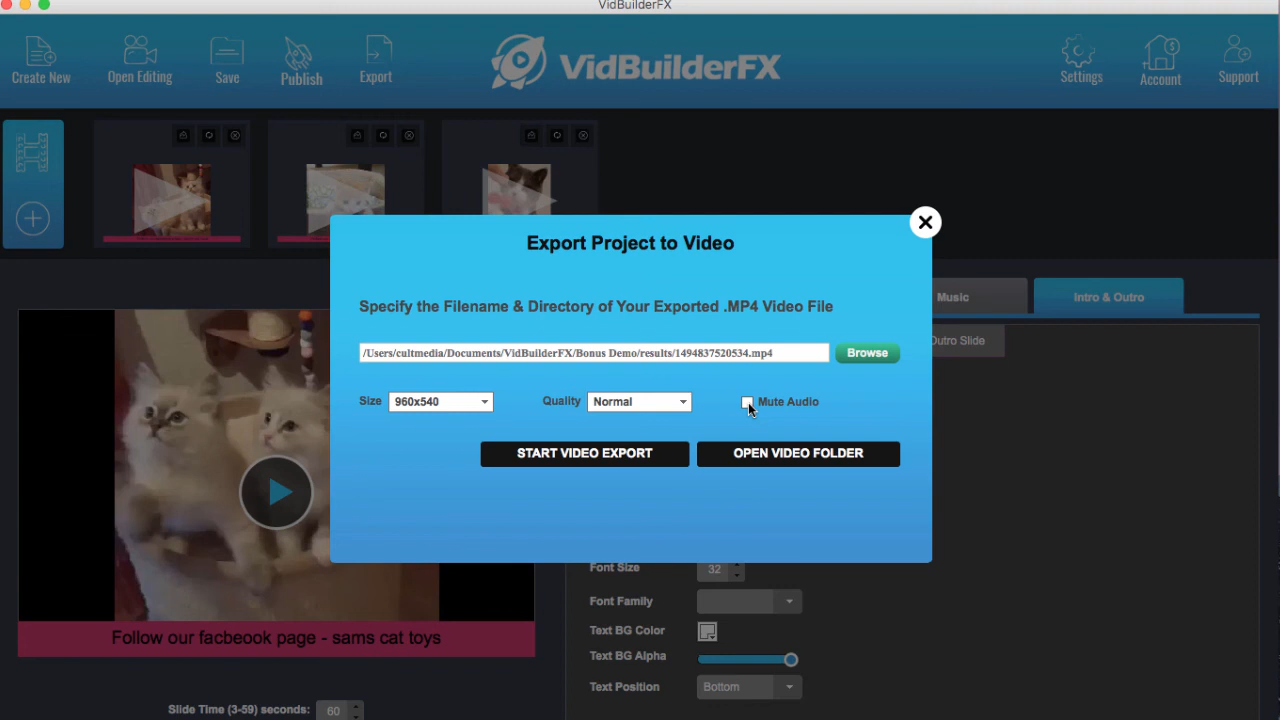 VidBuilderFX
Create New
Open Editing
Save
Publish
Export
VidBuilderFX
Settings
Account
Support
Export Project to Video
Specify the Filename & Directory of Your Exported .MP4 Video File
/Users/cultmedia/Documents/VidBuilderFX/Bonus Demo/results/1494837520534.mp4
Browse
Size 960x540 Quality Normal Mute Audio
START VIDEO EXPORT OPEN VIDEO FOLDER
Music Intro & Outro
Outro Slide
Font Size 32
Font Family
Text BG Color
Text BG Alpha
Text Position Bottom
Follow our facbeook page - sams cat toys
Slide Time (3-59) seconds: 60